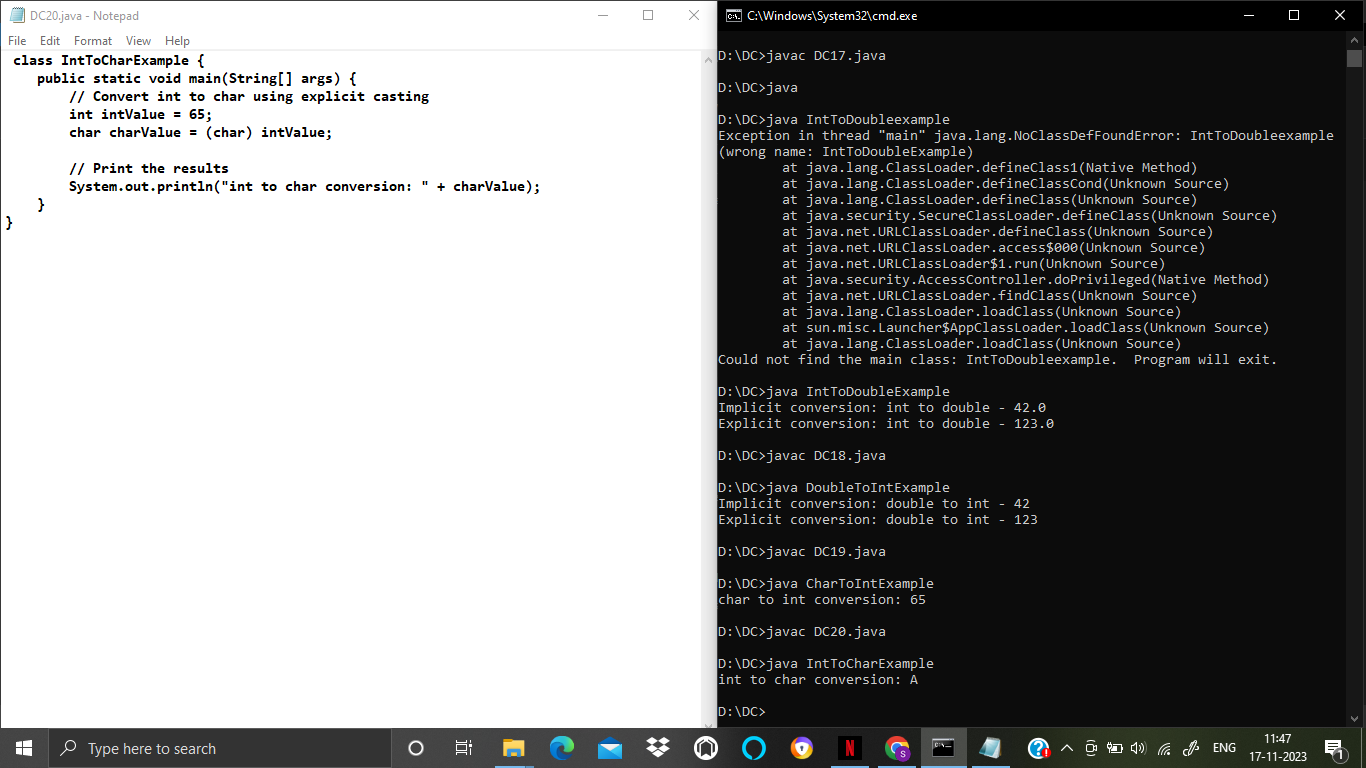 DC20.java - Notepad
File Edit Format View Help
class IntToCharExample {
    public static void main(String[] args) {
        // Convert int to char using explicit casting
        int intValue = 65;
        char charValue = (char) intValue;

        // Print the results
        System.out.println("int to char conversion: " + charValue);
    }
}
C:\Windows\System32\cmd.exe
D:\DC>javac DC17.java
D:\DC>java
D:\DC>java IntToDoubleexample
Exception in thread "main" java.lang.NoClassDefFoundError: IntToDoubleexample
(wrong name: IntToDoubleExample)
        at java.lang.ClassLoader.defineClass1(Native Method)
        at java.lang.ClassLoader.defineClassCond(Unknown Source)
        at java.lang.ClassLoader.defineClass(Unknown Source)
        at java.security.SecureClassLoader.defineClass(Unknown Source)
        at java.net.URLClassLoader.defineClass(Unknown Source)
        at java.net.URLClassLoader.access$000(Unknown Source)
        at java.net.URLClassLoader$1.run(Unknown Source)
        at java.security.AccessController.doPrivileged(Native Method)
        at java.net.URLClassLoader.findClass(Unknown Source)
        at java.lang.ClassLoader.loadClass(Unknown Source)
        at sun.misc.Launcher$AppClassLoader.loadClass(Unknown Source)
        at java.lang.ClassLoader.loadClass(Unknown Source)
Could not find the main class: IntToDoubleexample.  Program will exit.
D:\DC>java IntToDoubleExample
Implicit conversion: int to double - 42.0
Explicit conversion: int to double - 123.0
D:\DC>javac DC18.java
D:\DC>java DoubleToIntExample
Implicit conversion: double to int - 42
Explicit conversion: double to int - 123
D:\DC>javac DC19.java
D:\DC>java CharToIntExample
char to int conversion: 65
D:\DC>javac DC20.java
D:\DC>java IntToCharExample
int to char conversion: A
D:\DC>
Type here to search
ENG
11:47
17-11-2023
1